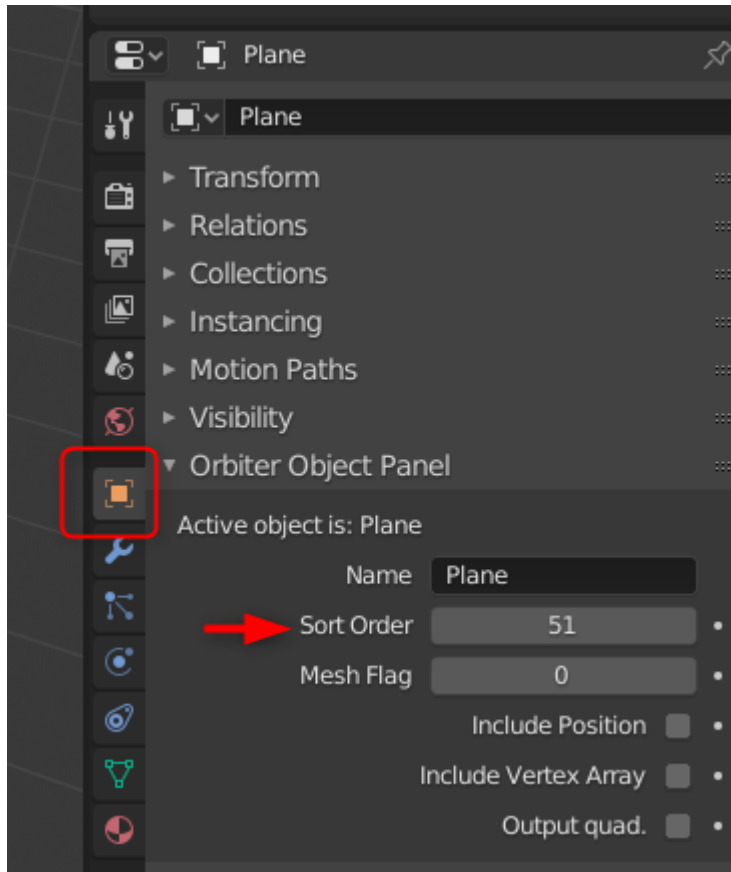 Plane
Plane
Transform
Relations
Collections
Instancing
Motion Paths
Visibility
Orbiter Object Panel
Active object is: Plane
Name Plane
Sort Order 51
Mesh Flag 0
Include Position
Include Vertex Array
Output quad.